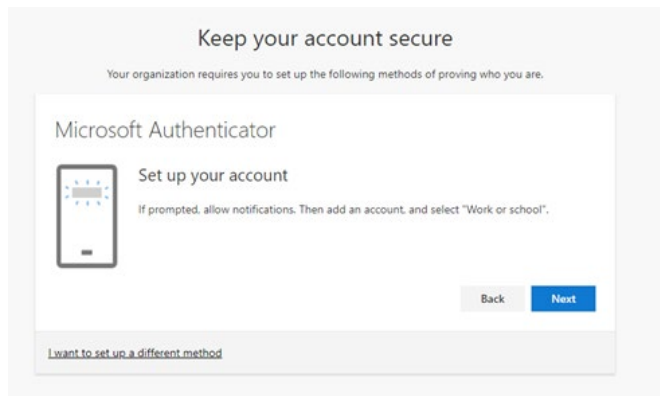 Keep your account secure
Your organization requires you to set up the following methods of proving who you are.
Microsoft Authenticator
Set up your account
If prompted, allow notifications. Then add an account, and select "Work or school".
Back Next
I want to set up a different method